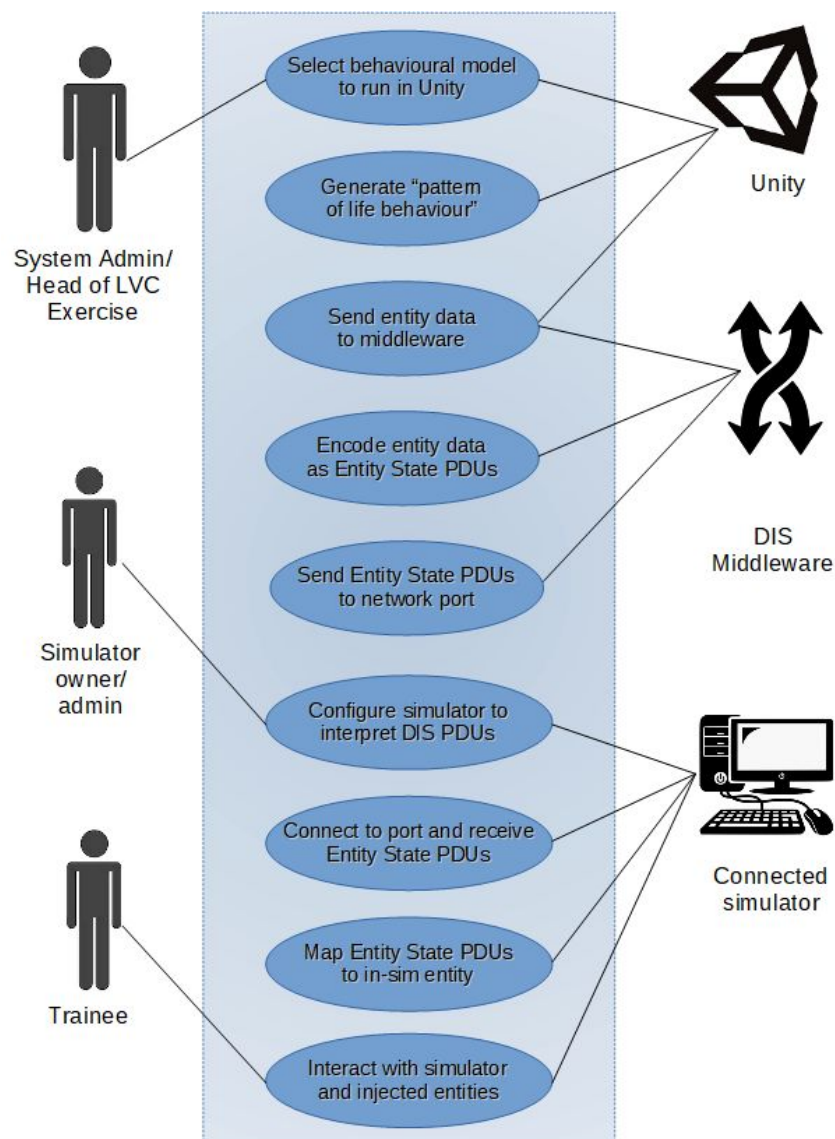 Select behavioural model
to run in Unity
Unity
Generate “pattern
of life behaviour”
System Admin/
Head of LVC
Exercise
Send entity data
to middleware
Encode entity data
as Entity State PDUs
DIS
Middleware
Send Entity State PDUs
to network port
Simulator
owner/
admin
Configure simulator to
interpret DIS PDUs
Connect to port and receive
Entity State PDUs
Connected
simulator
Map Entity State PDUs
to in-sim entity
Trainee
Interact with simulator
and injected entities